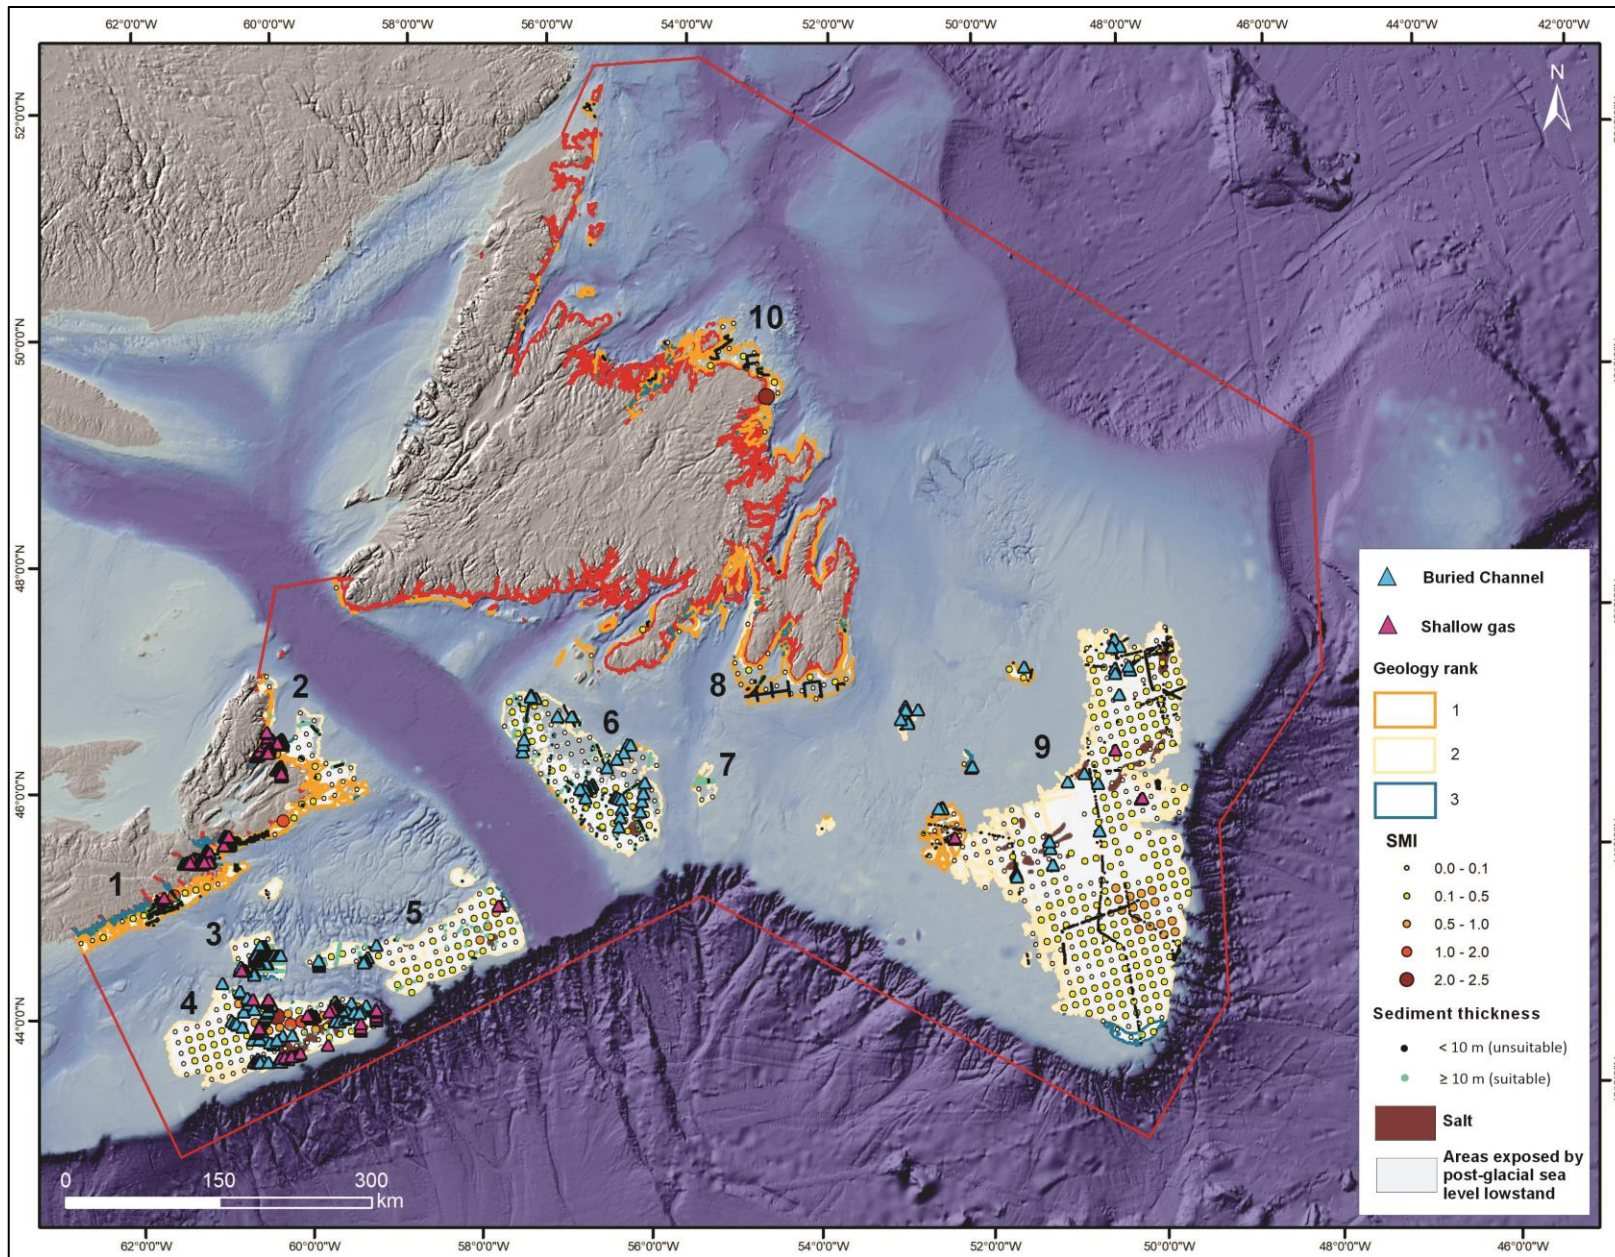 62°0'0"W 60°0'0"W 58°0'0"W 56°0'0"W 54°0'0"W 52°0'0"W 50°0'0"W 48°0'0"W 46°0'0"W 44°0'0"W 42°0'0"W
N
52°0'0"N
50°0'0"N
48°0'0"N
46°0'0"N
44°0'0"N
10
2
8
6
7
9
1
3
5
4
Buried Channel
Shallow gas
Geology rank
1
2
3
SMI
0.0 - 0.1
0.1 - 0.5
0.5 - 1.0
1.0 - 2.0
2.0 - 2.5
Sediment thickness
< 10 m (unsuitable)
≥ 10 m (suitable)
Salt
Areas exposed by
post-glacial sea
level lowstand
0 150 300
km
62°0'0"W 60°0'0"W 58°0'0"W 56°0'0"W 54°0'0"W 52°0'0"W 50°0'0"W 48°0'0"W 46°0'0"W